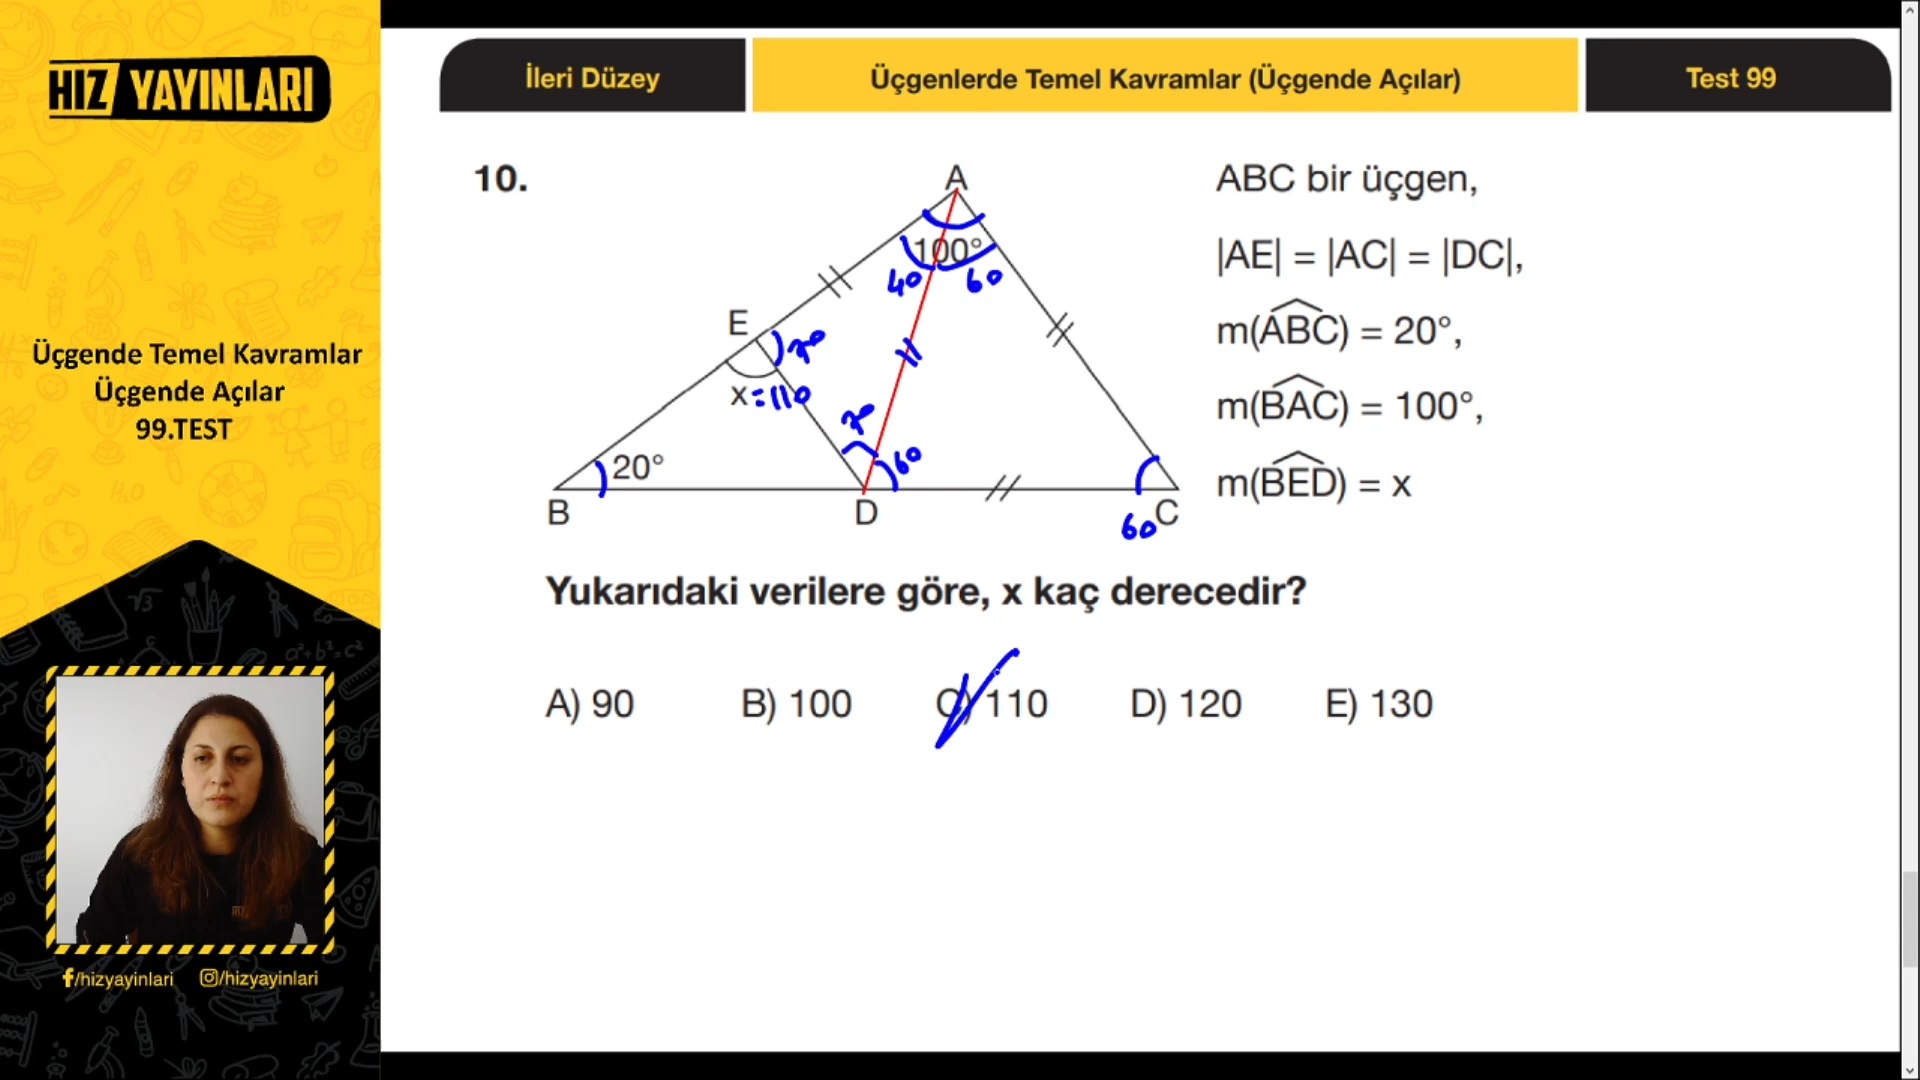 HIZ YAYINLARI
Üçgende Temel Kavramlar
Üçgende Açılar
99.TEST
f/hizyayinlari /hizyayinlari
İleri Düzey
Üçgenlerde Temel Kavramlar (Üçgende Açılar)
Test 99
10.
A
100°
40
60
E
70
x=110
70
60
20°
B
D
60
C
ABC bir üçgen,
|AE| = |AC| = |DC|,
m(ABC) = 20°,
m(BAC) = 100°,
m(BED) = x
Yukarıdaki verilere göre, x kaç derecedir?
A) 90 B) 100 C) 110 D) 120 E) 130